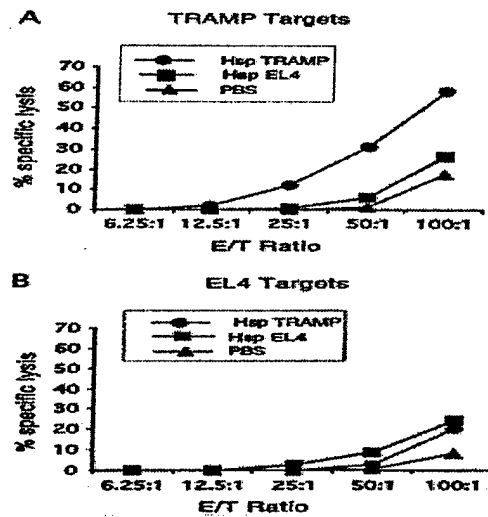 A
TRAMP Targets
Hsp TRAMP
Hsp EL4
PBS
% specific lysis
70
60
50
40
30
20
10
0
6.25:1 12.5:1 25:1 50:1 100:1
E/T Ratio
B
EL4 Targets
Hsp TRAMP
Hsp EL4
PBS
% specific lysis
70
60
50
40
30
20
10
0
6.25:1 12.5:1 25:1 50:1 100:1
E/T Ratio